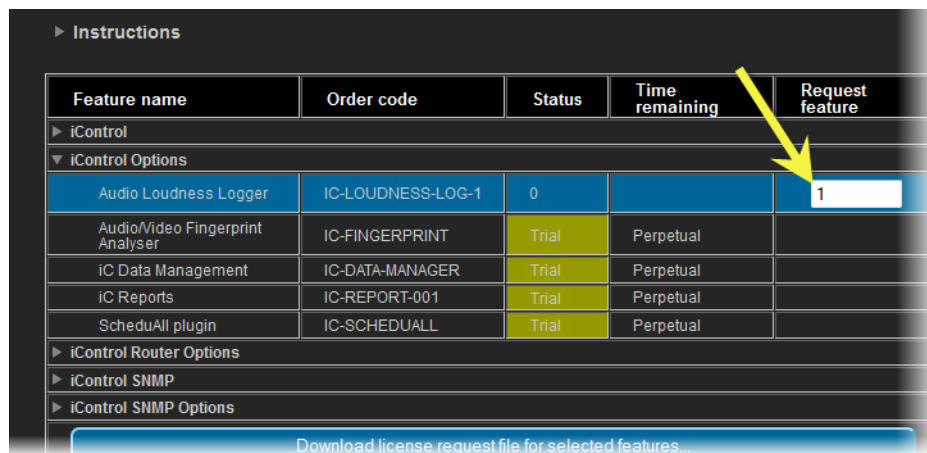 Instructions
Feature name Order code Status Time remaining Request feature
iControl
iControl Options
Audio Loudness Logger IC-LOUDNESS-LOG-1 0 1
Audio/Video Fingerprint Analyser IC-FINGERPRINT Trial Perpetual
iC Data Management IC-DATA-MANAGER Trial Perpetual
iC Reports IC-REPORT-001 Trial Perpetual
ScheduAll plugin IC-SCHEDUALL Trial Perpetual
iControl Router Options
iControl SNMP
iControl SNMP Options
Download license request file for selected features...